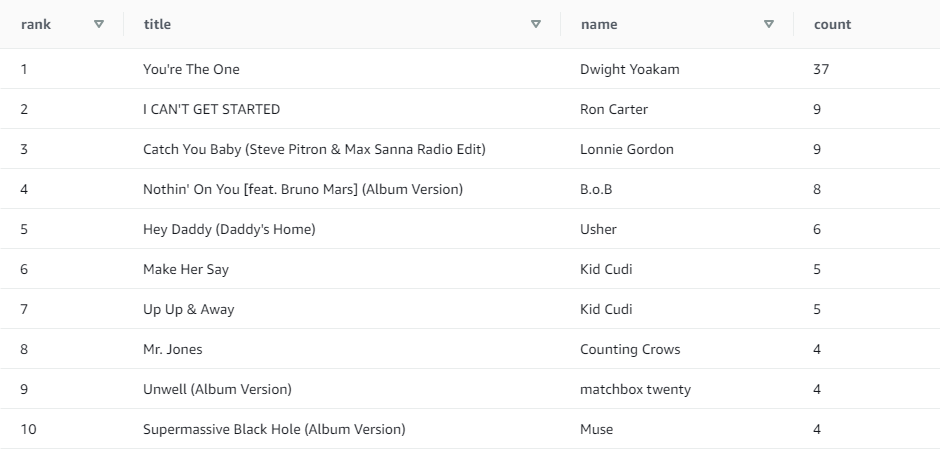 rank title name count
1 You're The One Dwight Yoakam 37
2 I CAN'T GET STARTED Ron Carter 9
3 Catch You Baby (Steve Pitron & Max Sanna Radio Edit) Lonnie Gordon 9
4 Nothin' On You [feat. Bruno Mars] (Album Version) B.o.B 8
5 Hey Daddy (Daddy's Home) Usher 6
6 Make Her Say Kid Cudi 5
7 Up Up & Away Kid Cudi 5
8 Mr. Jones Counting Crows 4
9 Unwell (Album Version) matchbox twenty 4
10 Supermassive Black Hole (Album Version) Muse 4